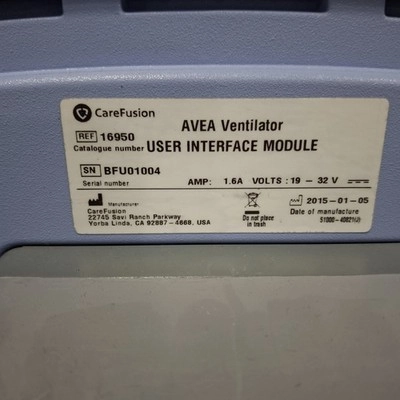 CareFusion
AVEA Ventilator
REF 16950
Catalogue number USER INTERFACE MODULE
SN BFU01004
Serial number AMP: 1.6A VOLTS: 19 - 32 V
Manufacturer
CareFusion
22745 Savi Ranch Parkway
Yorba Linda, CA 92887-4668, USA
Do not place
in trash
2015-01-05
Date of manufacture
51000-40821(J)